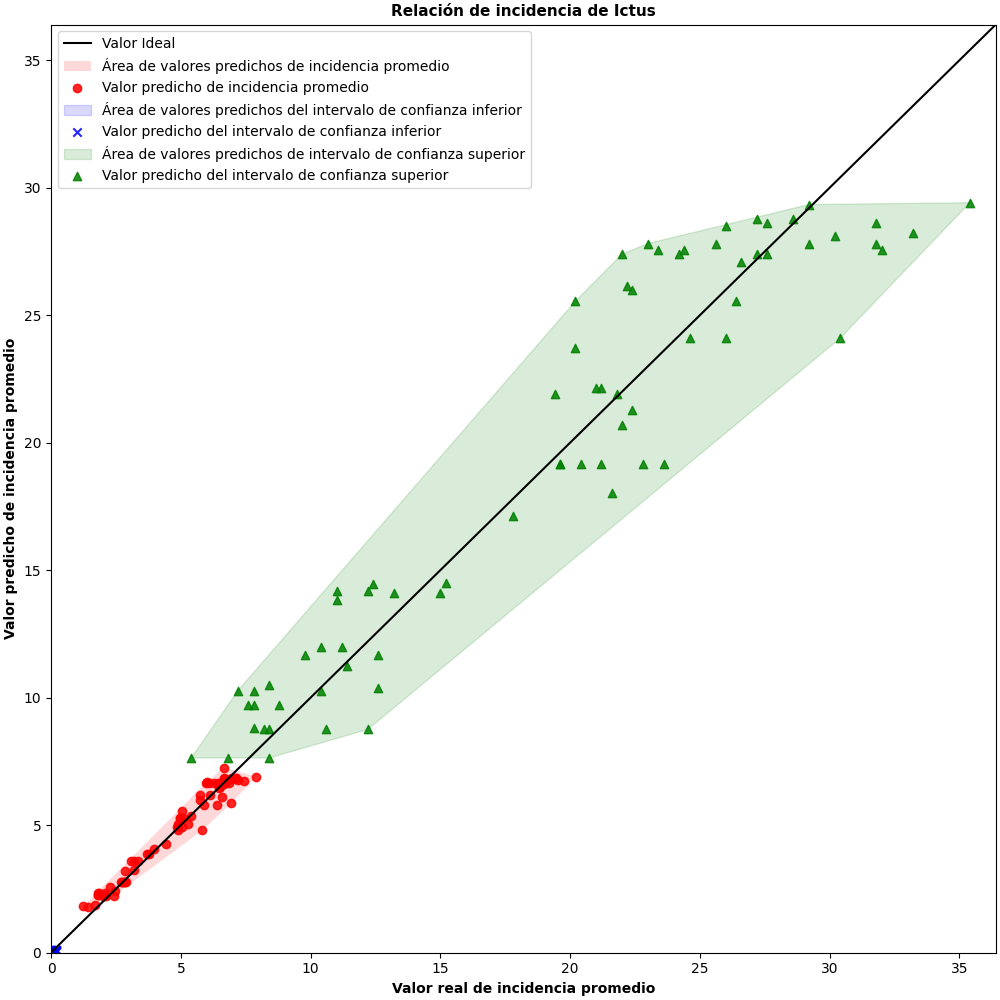 Relación de incidencia de Ictus
Valor Ideal
Área de valores predichos de incidencia promedio
Valor predicho de incidencia promedio
Área de valores predichos del intervalo de confianza inferior
Valor predicho del intervalo de confianza inferior
Área de valores predichos de intervalo de confianza superior
Valor predicho del intervalo de confianza superior
Valor predicho de incidencia promedio
35
30
25
20
15
10
5
0
0 5 10 15 20 25 30 35
Valor real de incidencia promedio